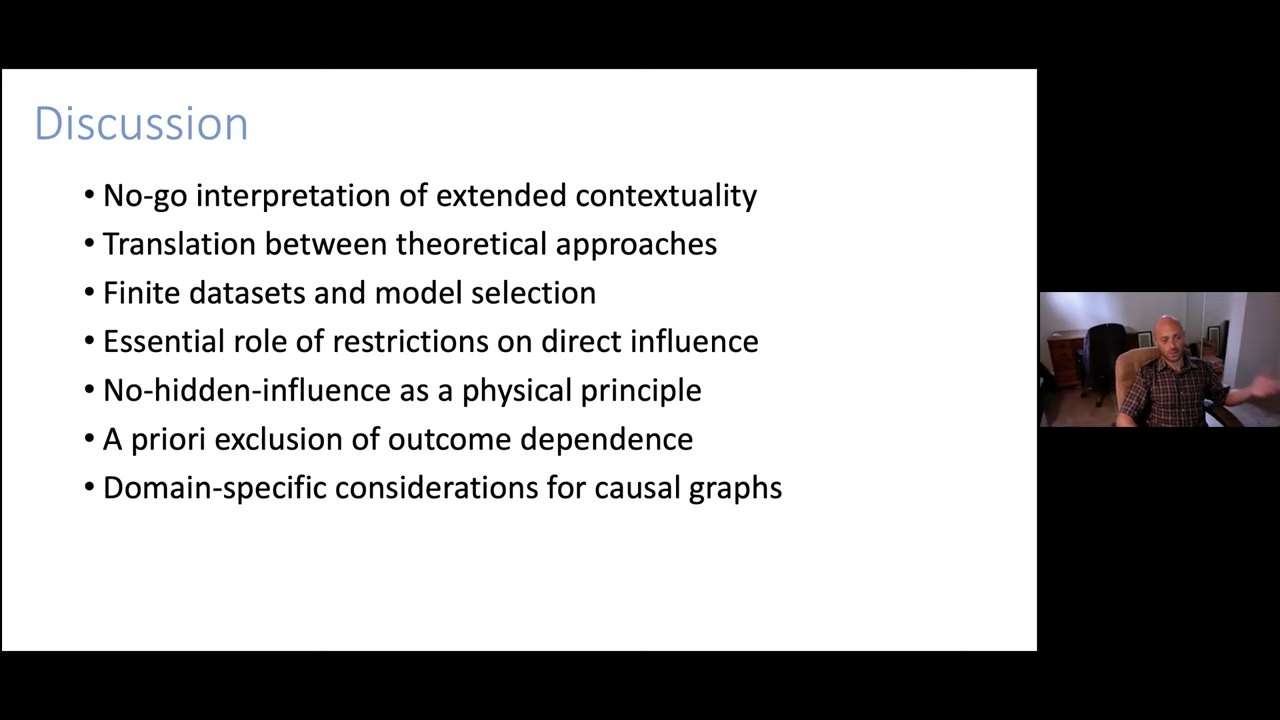 Discussion
• No-go interpretation of extended contextuality
• Translation between theoretical approaches
• Finite datasets and model selection
• Essential role of restrictions on direct influence
• No-hidden-influence as a physical principle
• A priori exclusion of outcome dependence
• Domain-specific considerations for causal graphs